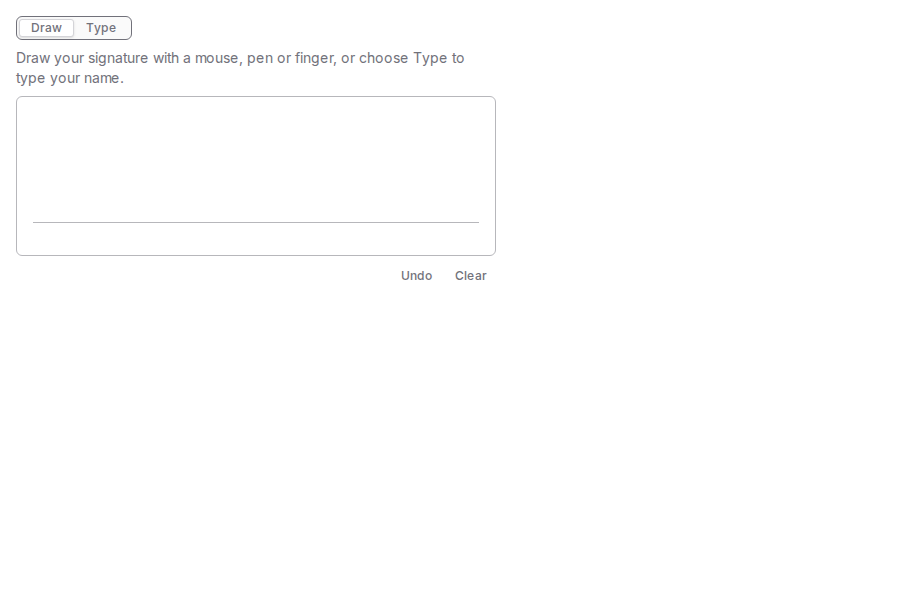 Draw Type
Draw your signature with a mouse, pen or finger, or choose Type to
type your name.
Undo Clear